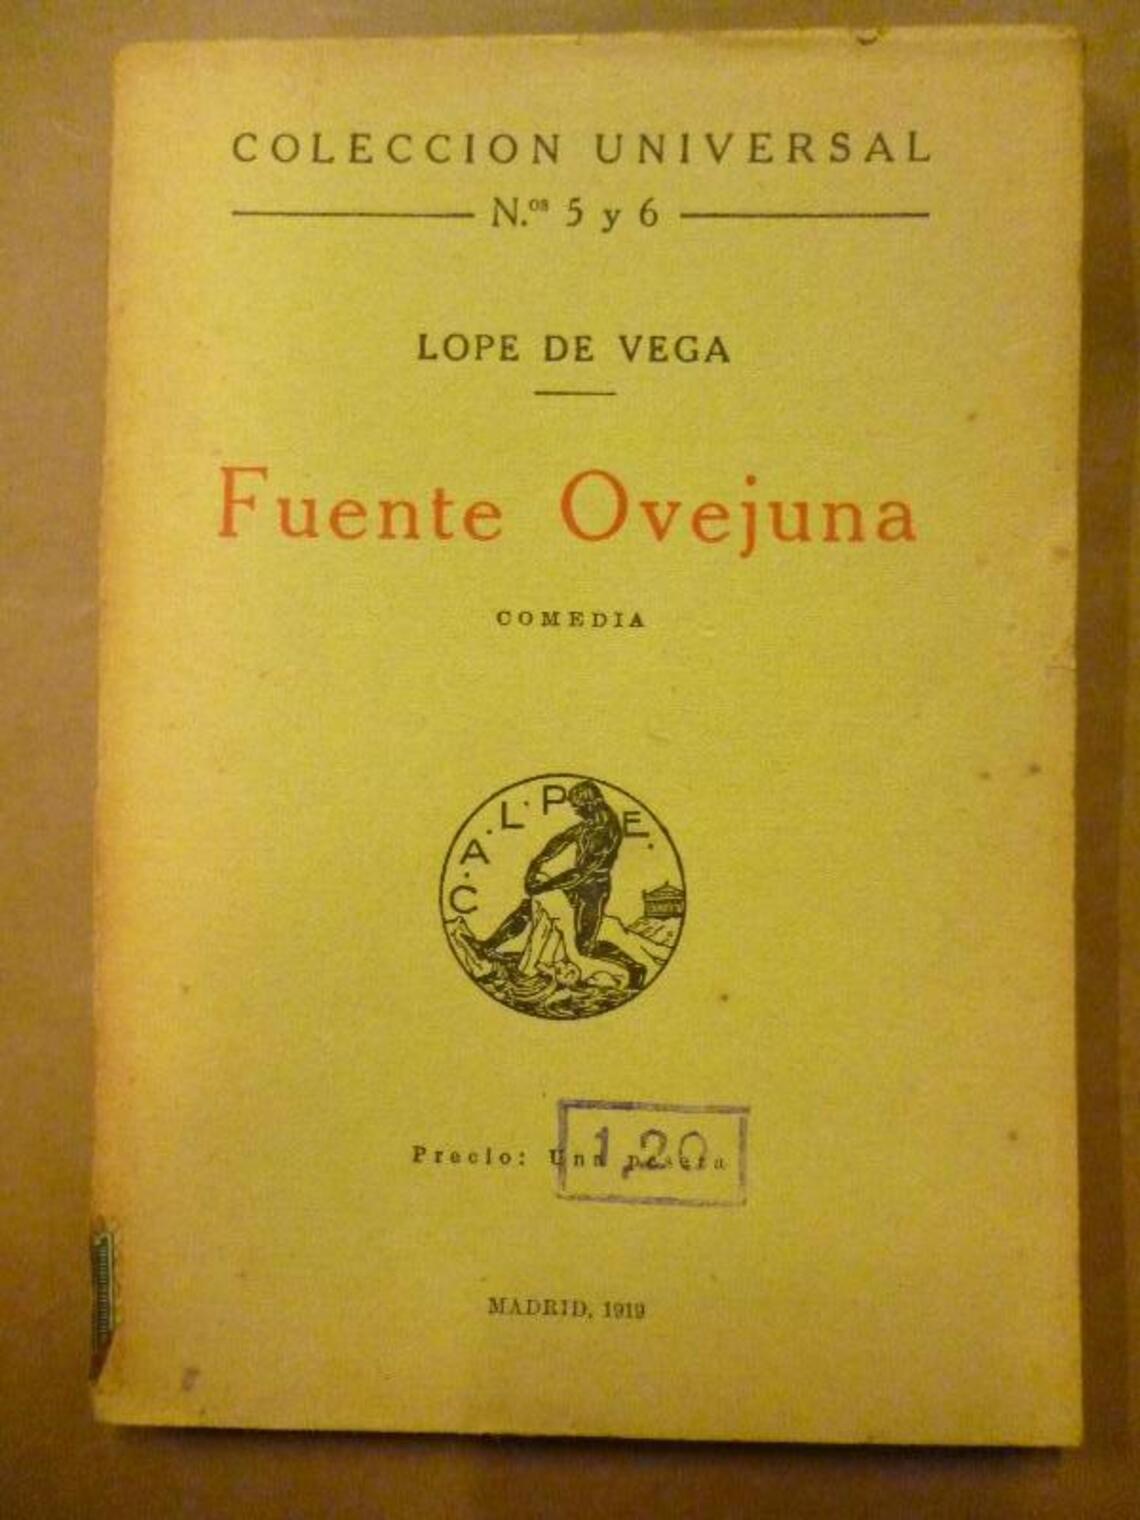 COLECCION UNIVERSAL
N.os 5 y 6
LOPE DE VEGA
Fuente Ovejuna
COMEDIA
C.A.L.P.E.
Precio: Una peseta
1,20
MADRID, 1919